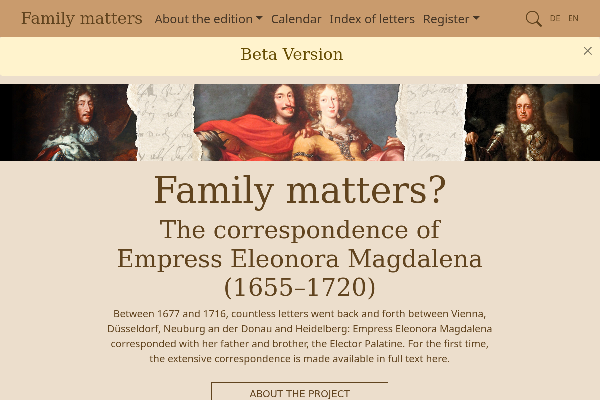 Family matters About the edition Calendar Index of letters Register DE EN
Beta Version ×
Family matters?
The correspondence of
Empress Eleonora Magdalena
(1655–1720)
Between 1677 and 1716, countless letters went back and forth between Vienna,
Düsseldorf, Neuburg an der Donau and Heidelberg: Empress Eleonora Magdalena
corresponded with her father and brother, the Elector Palatine. For the first time,
the extensive correspondence is made available in full text here.
ABOUT THE PROJECT